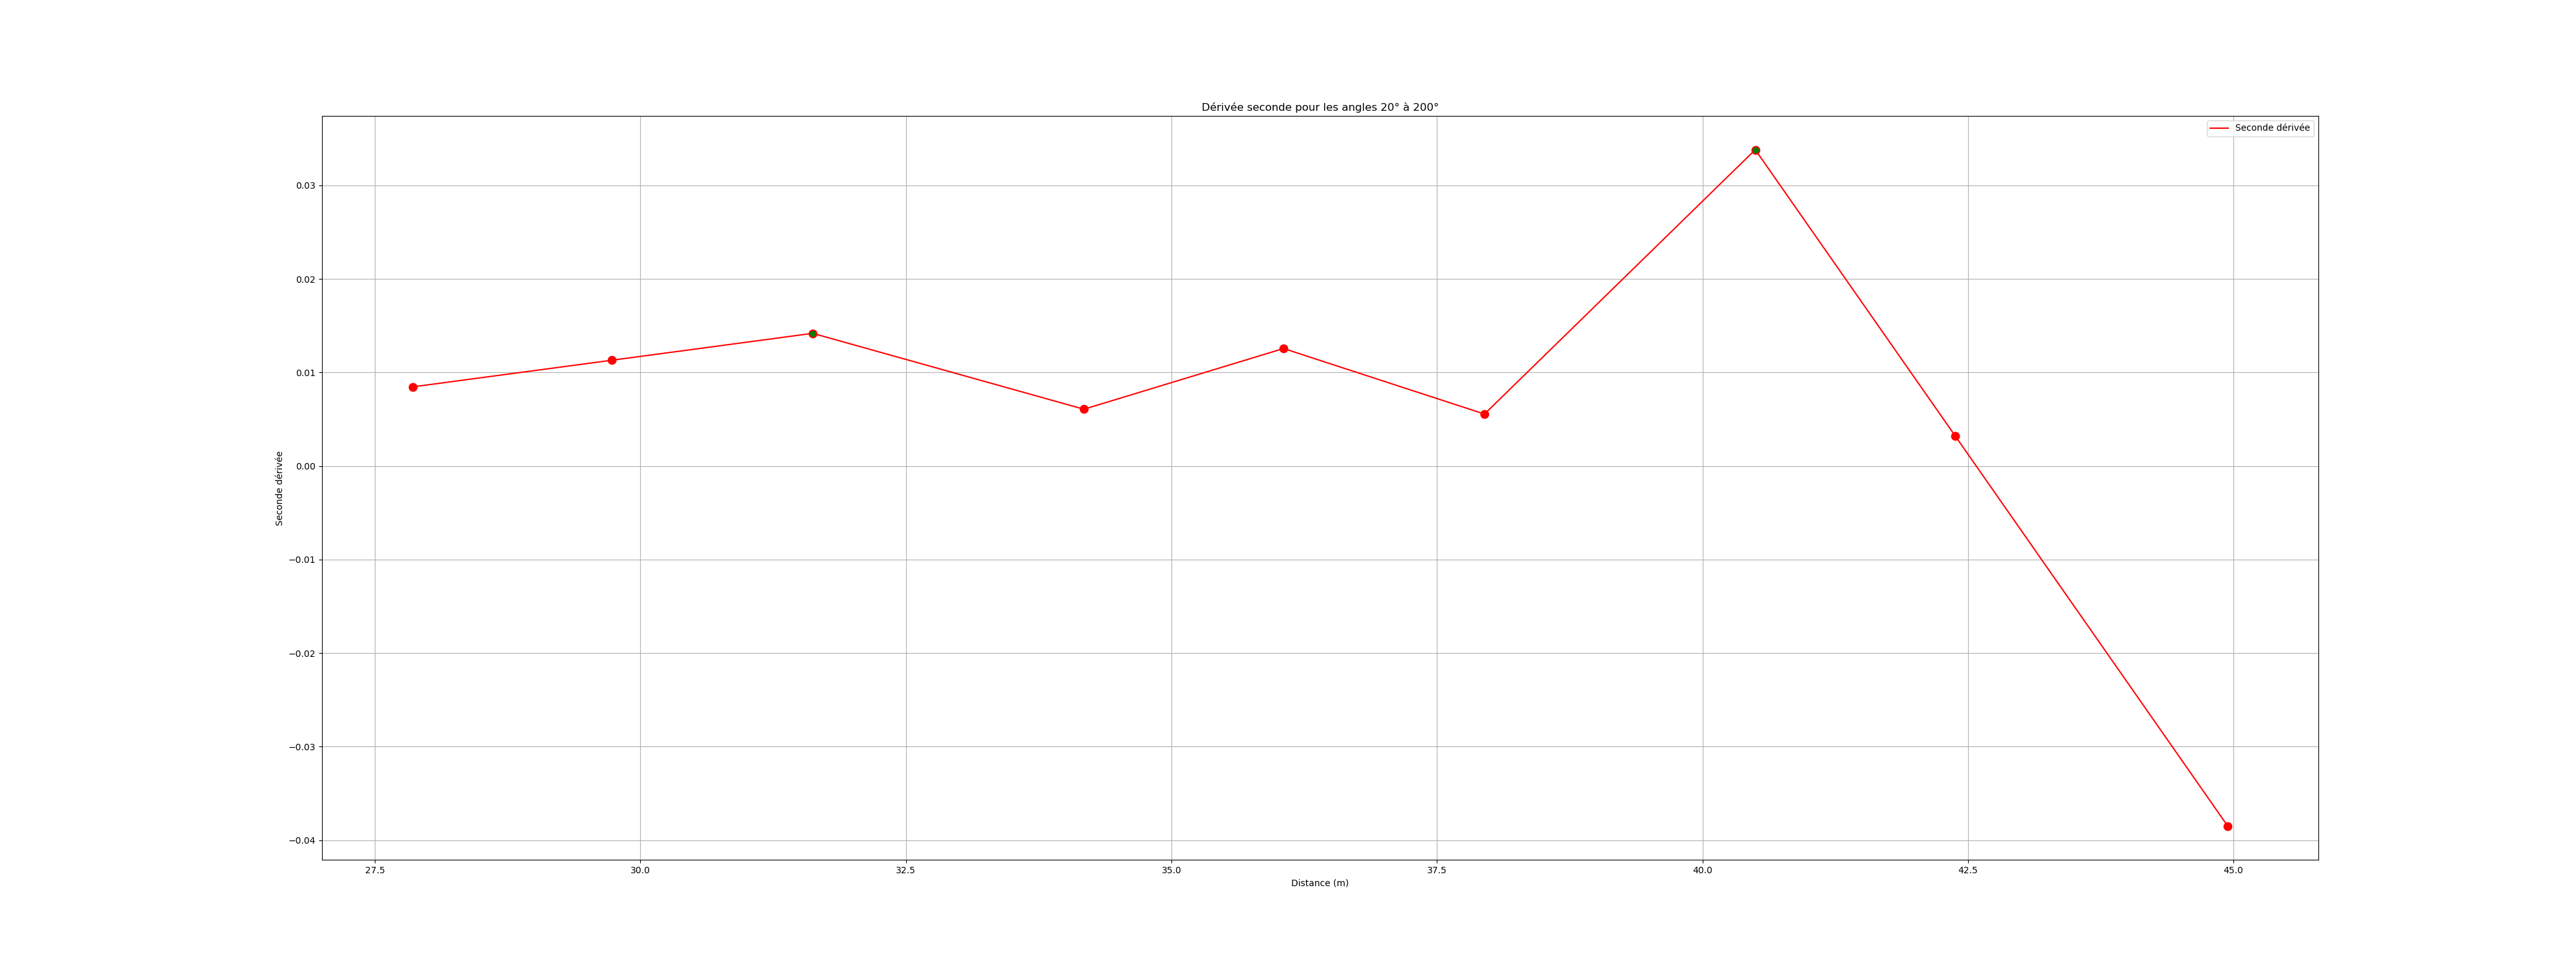 Dérivée seconde pour les angles 20° à 200°
Seconde dérivée
0.03
0.02
0.01
0.00
−0.01
−0.02
−0.03
−0.04
Seconde dérivée
27.5 30.0 32.5 35.0 37.5 40.0 42.5 45.0
Distance (m)